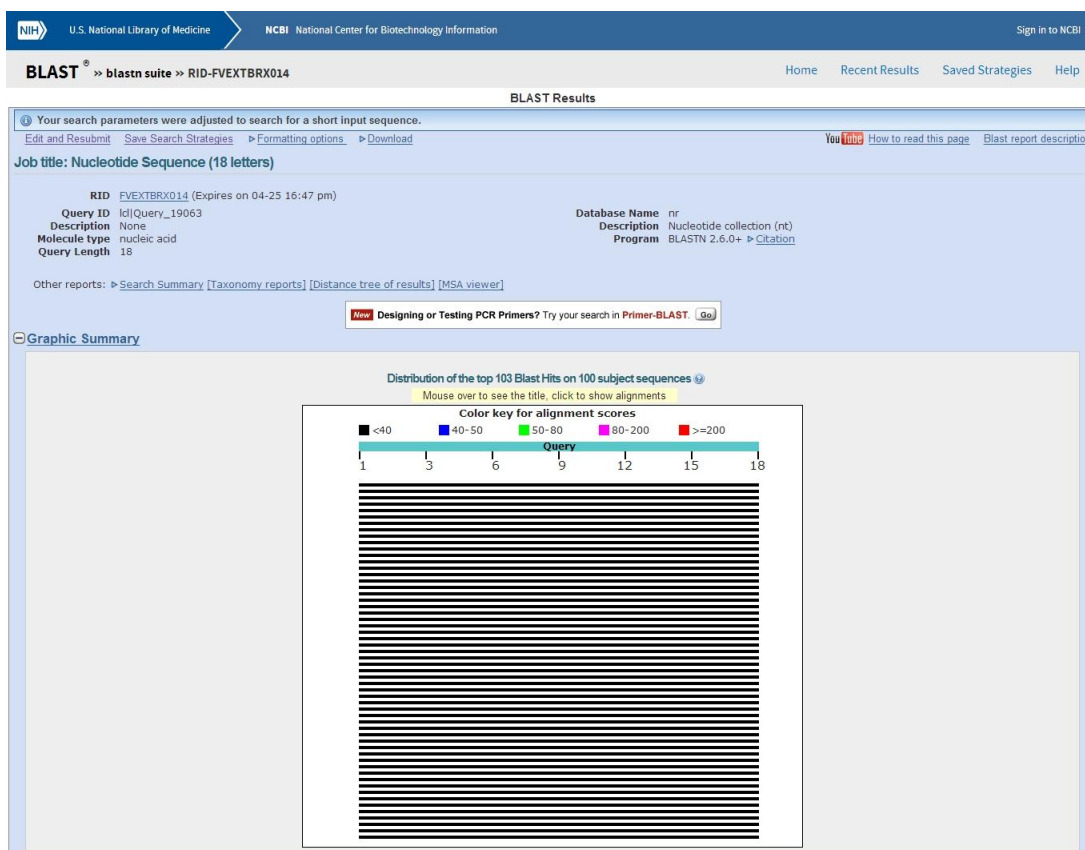 NIH U.S. National Library of Medicine NCBI National Center for Biotechnology Information Sign in to NCBI
BLAST ® » blastn suite » RID-FVEXTBRX014 Home Recent Results Saved Strategies Help
BLAST Results
Your search parameters were adjusted to search for a short input sequence.
Edit and Resubmit Save Search Strategies Formatting options Download YouTube How to read this page Blast report descriptio
Job title: Nucleotide Sequence (18 letters)
RID FVEXTBRX014 (Expires on 04-25 16:47 pm)
Query ID lcl|Query_19063 Database Name nr
Description None Description Nucleotide collection (nt)
Molecule type nucleic acid Program BLASTN 2.6.0+ Citation
Query Length 18
Other reports: Search Summary [Taxonomy reports] [Distance tree of results] [MSA viewer]
New Designing or Testing PCR Primers? Try your search in Primer-BLAST. Go
Graphic Summary
Distribution of the top 103 Blast Hits on 100 subject sequences
Mouse over to see the title, click to show alignments
Color key for alignment scores
<40 40-50 50-80 80-200 >=200
Query
1 3 6 9 12 15 18